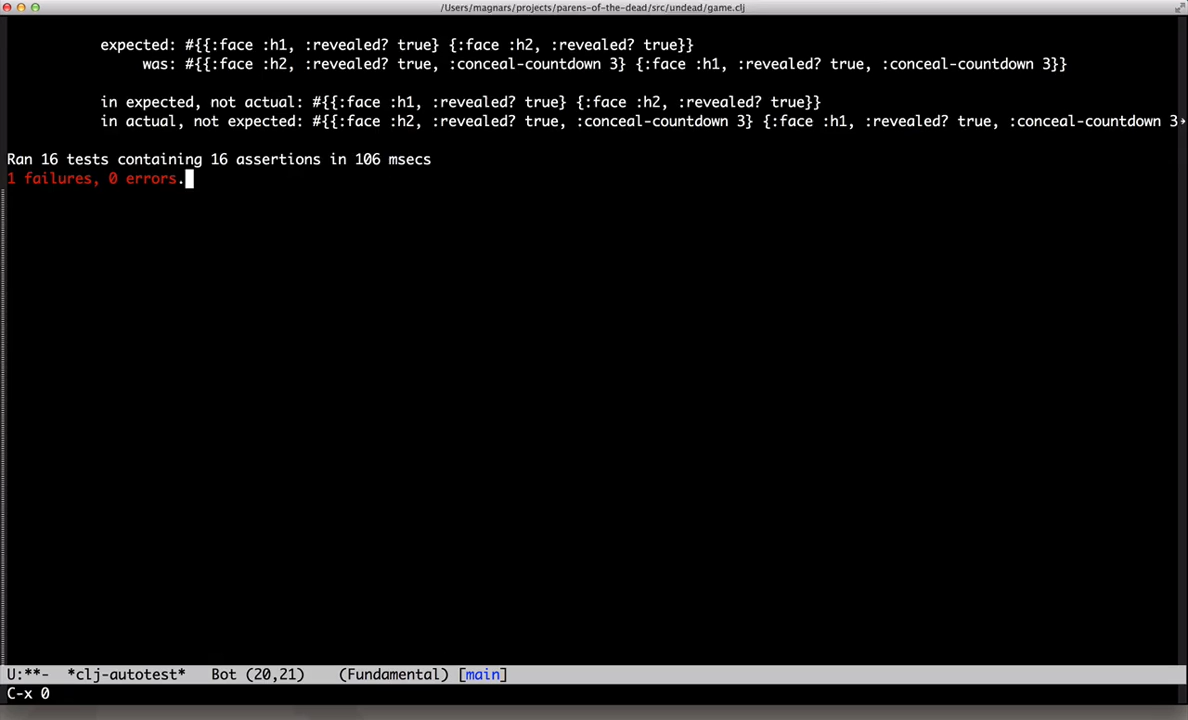 /Users/magnars/projects/parens-of-the-dead/src/undead/game.clj
expected: #{{:face :h1, :revealed? true} {:face :h2, :revealed? true}}
was: #{{:face :h2, :revealed? true, :conceal-countdown 3} {:face :h1, :revealed? true, :conceal-countdown 3}}
in expected, not actual: #{{:face :h1, :revealed? true} {:face :h2, :revealed? true}}
in actual, not expected: #{{:face :h2, :revealed? true, :conceal-countdown 3} {:face :h1, :revealed? true, :conceal-countdown 3
Ran 16 tests containing 16 assertions in 106 msecs
1 failures, 0 errors.
U:**- *clj-autotest* Bot (20,21) (Fundamental) [main]
C-x 0